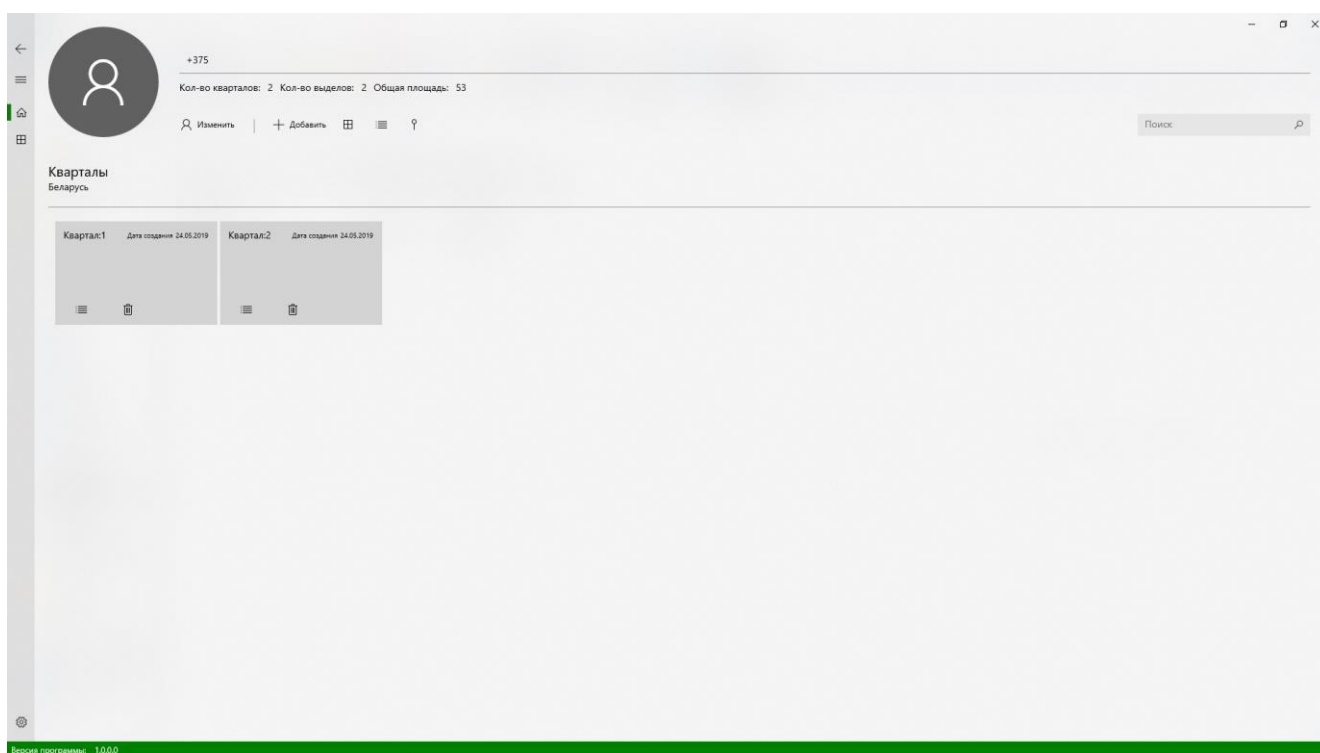 +375
Кол-во кварталов: 2 Кол-во выделов: 2 Общая площадь: 53
Изменить | Добавить
Поиск
Кварталы
Беларусь
Квартал:1 Дата создания 24.05.2019 Квартал:2 Дата создания 24.05.2019
Версия программы: 1.0.0.0